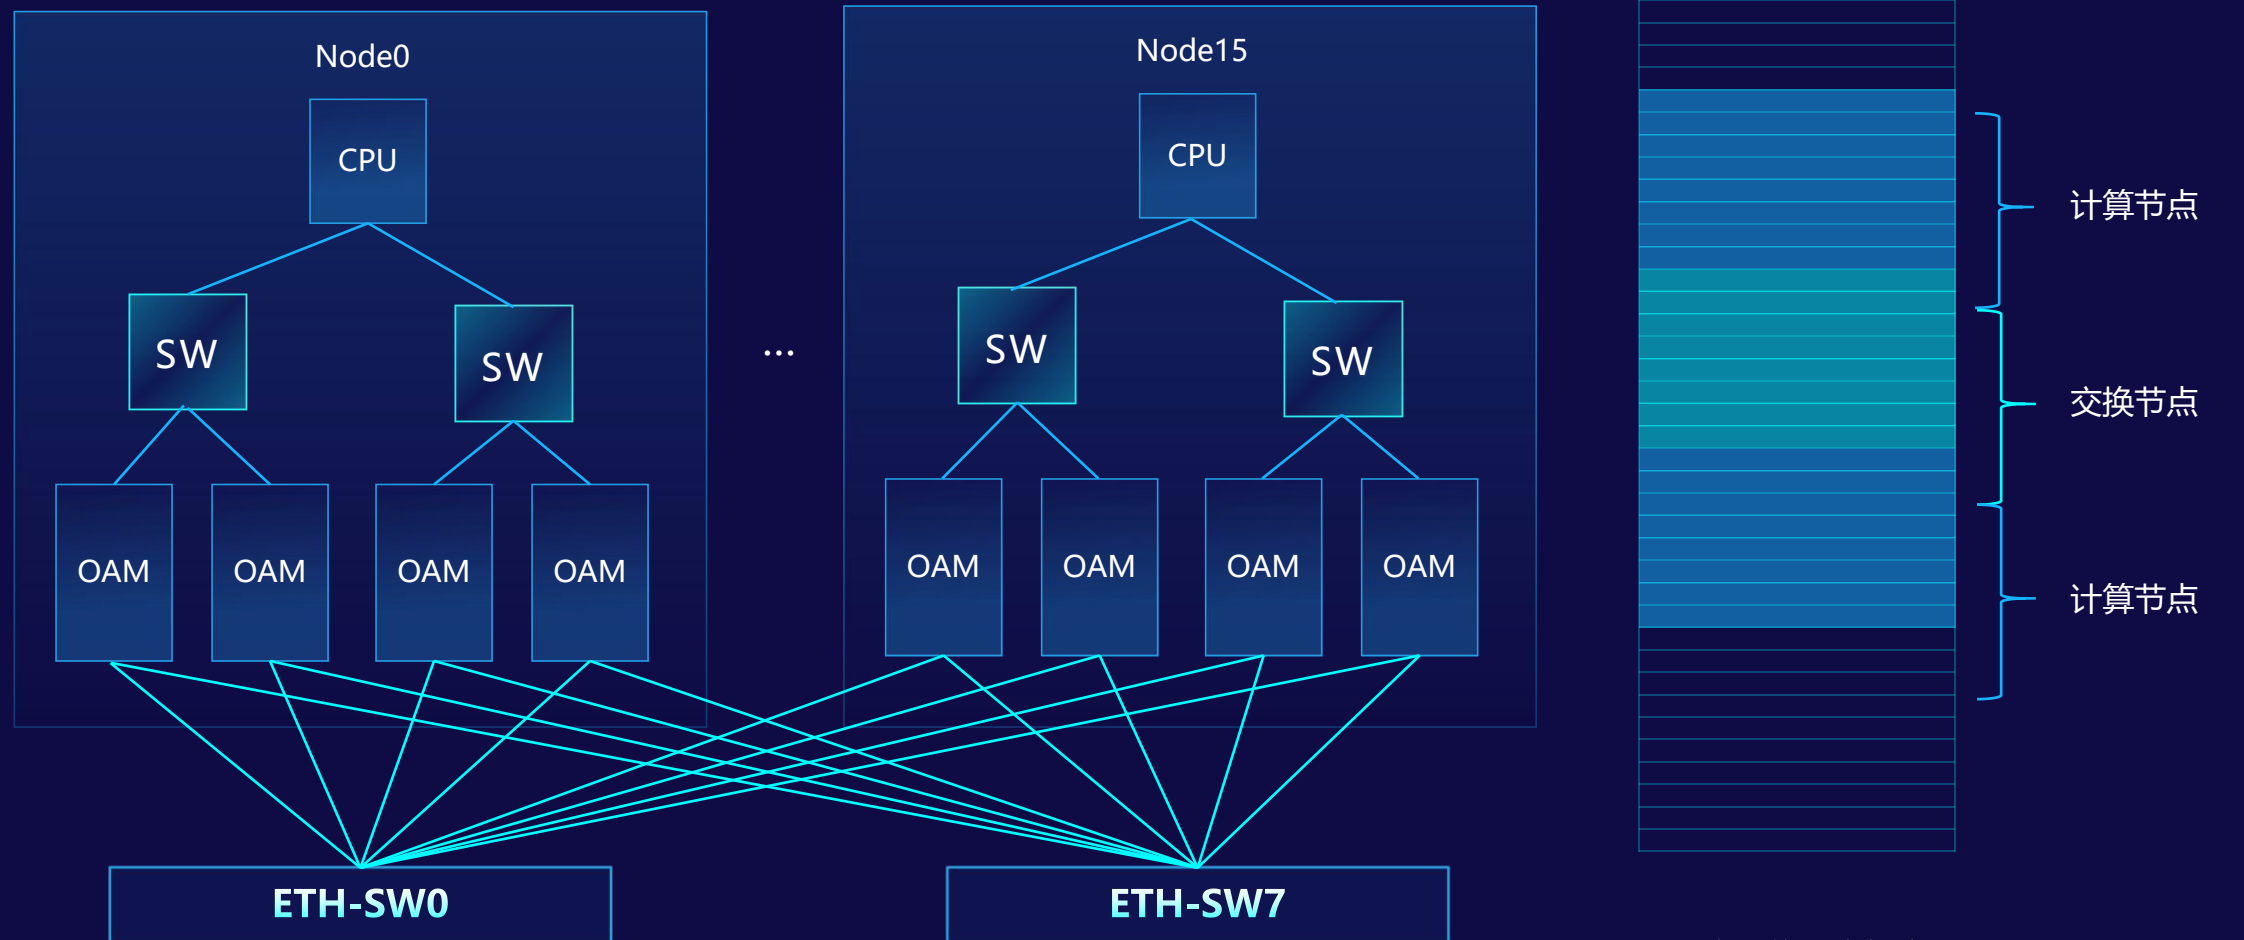 Node0
CPU
SW
SW
OAM
OAM
OAM
OAM
...
Node15
CPU
SW
SW
OAM
OAM
OAM
OAM
ETH-SW0
ETH-SW7
计算节点
交换节点
计算节点